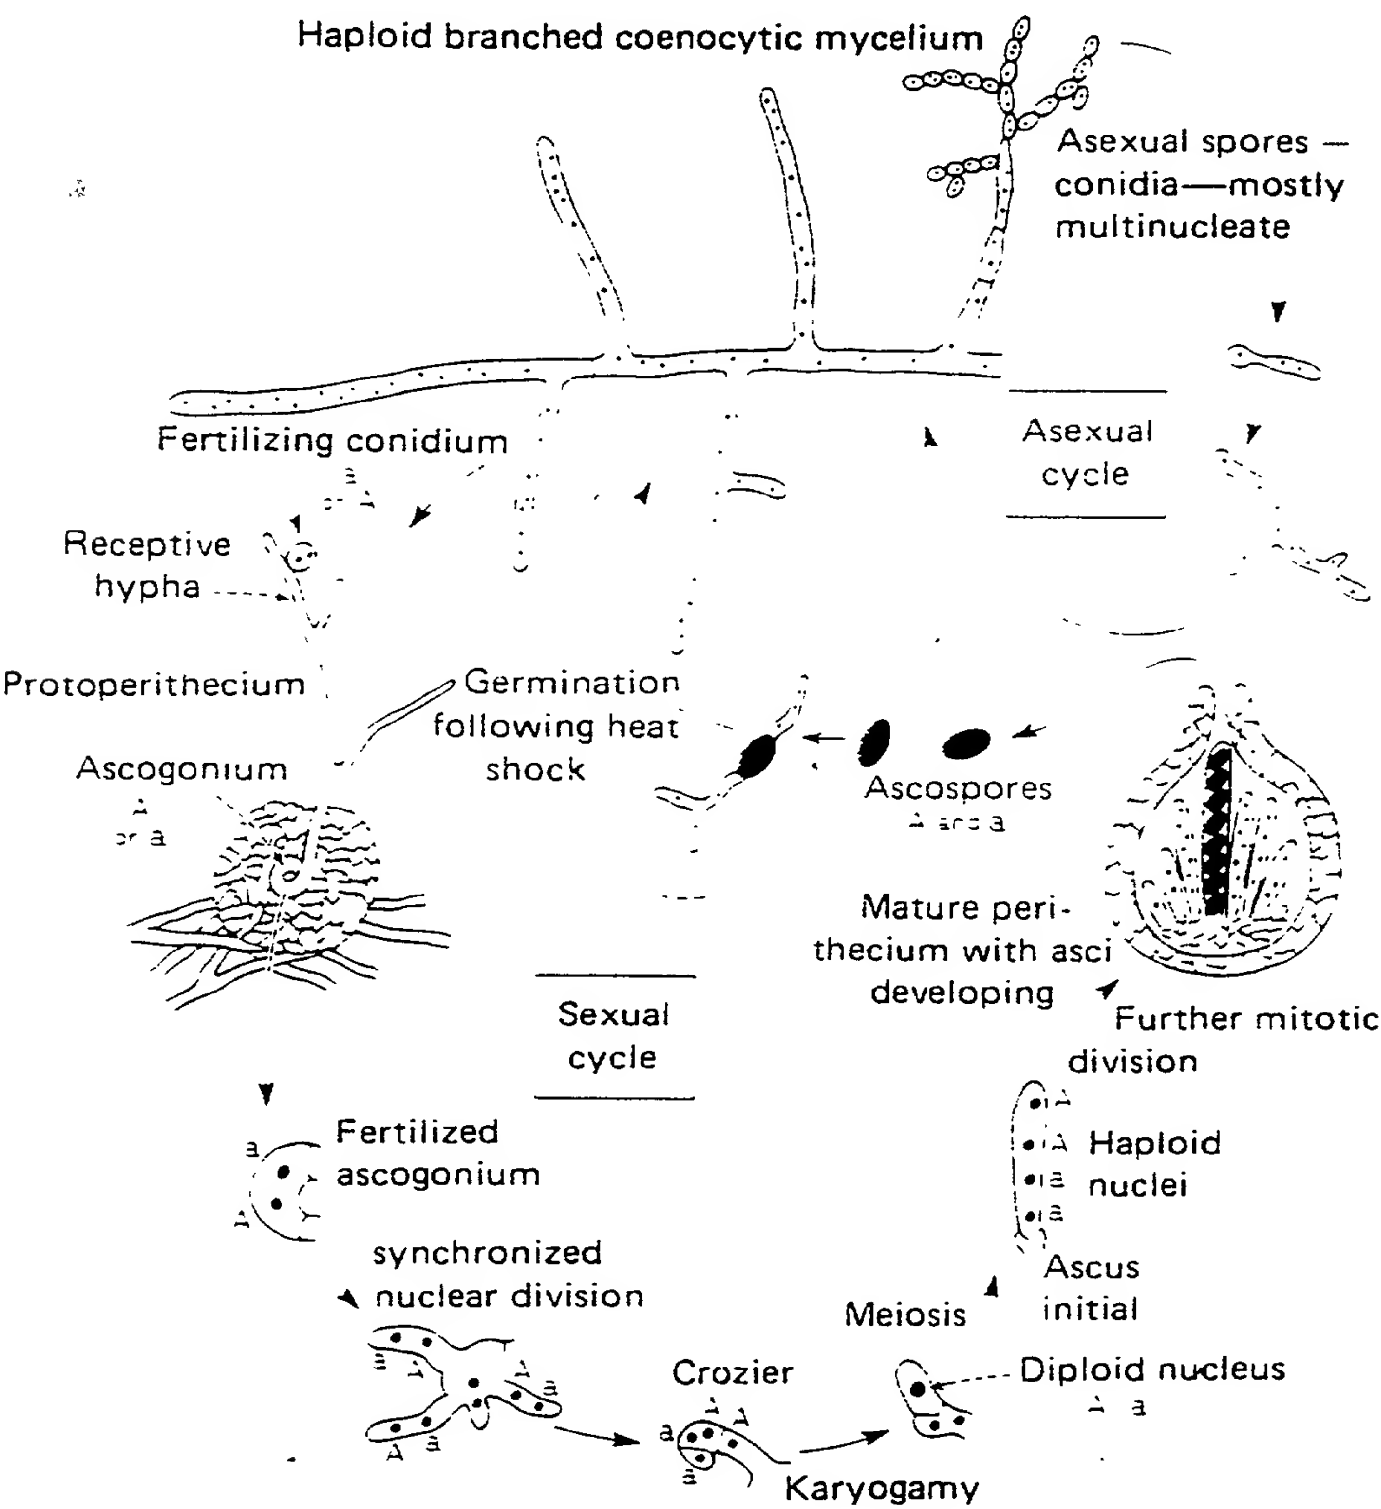 Haploid branched coenocytic mycelium
Asexual spores —
conidia—mostly
multinucleate
Fertilizing conidium
a
or A
Asexual
cycle
Receptive
hypha
Protoperithecium
Germination
following heat
shock
Ascogonium
A
or a
Ascospores
A and a
Mature peri-
thecium with asci
developing
Further mitotic
division
Sexual
cycle
Fertilized
ascogonium
a
A
A
A
a
a
Haploid
nuclei
synchronized
nuclear division
Ascus
initial
Meiosis
a
A
A
a
A
a
Crozier
A A
a
a
Diploid nucleus
A a
Karyogamy